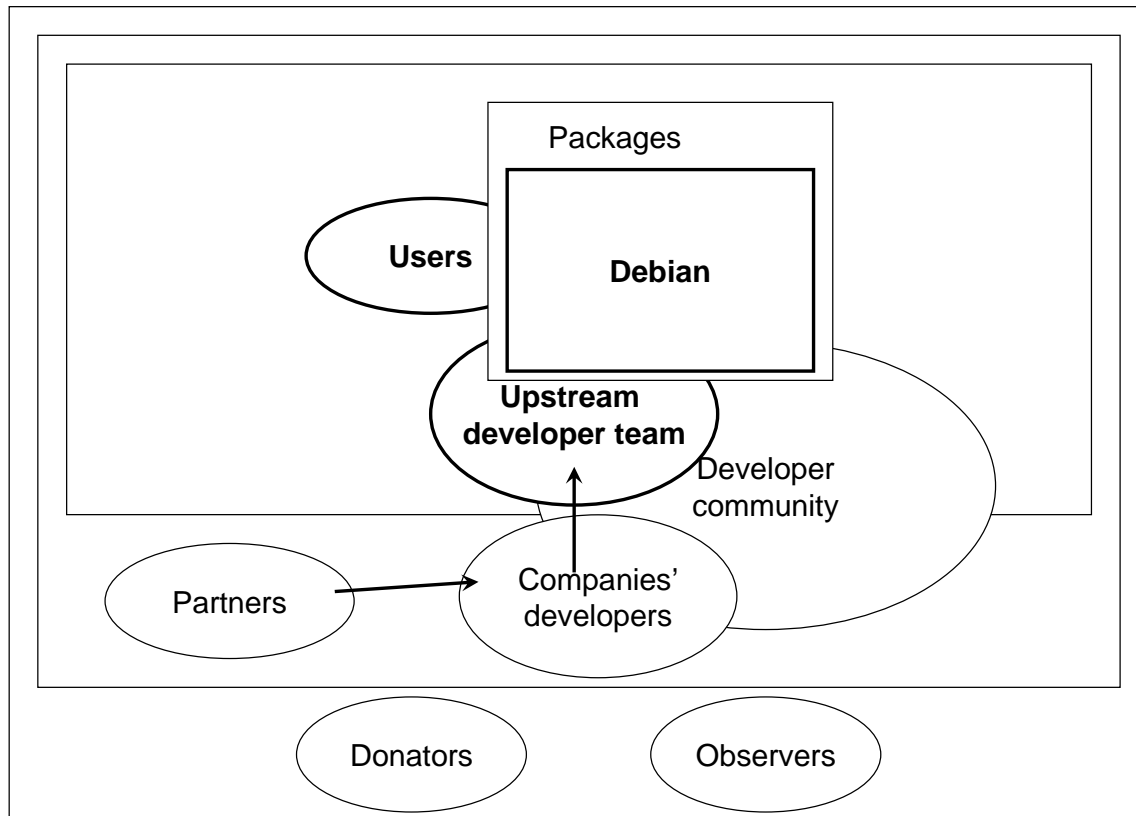 Packages
Users
Debian
Upstream
developer team
Developer
community
Companies’
developers
Partners
Donators
Observers